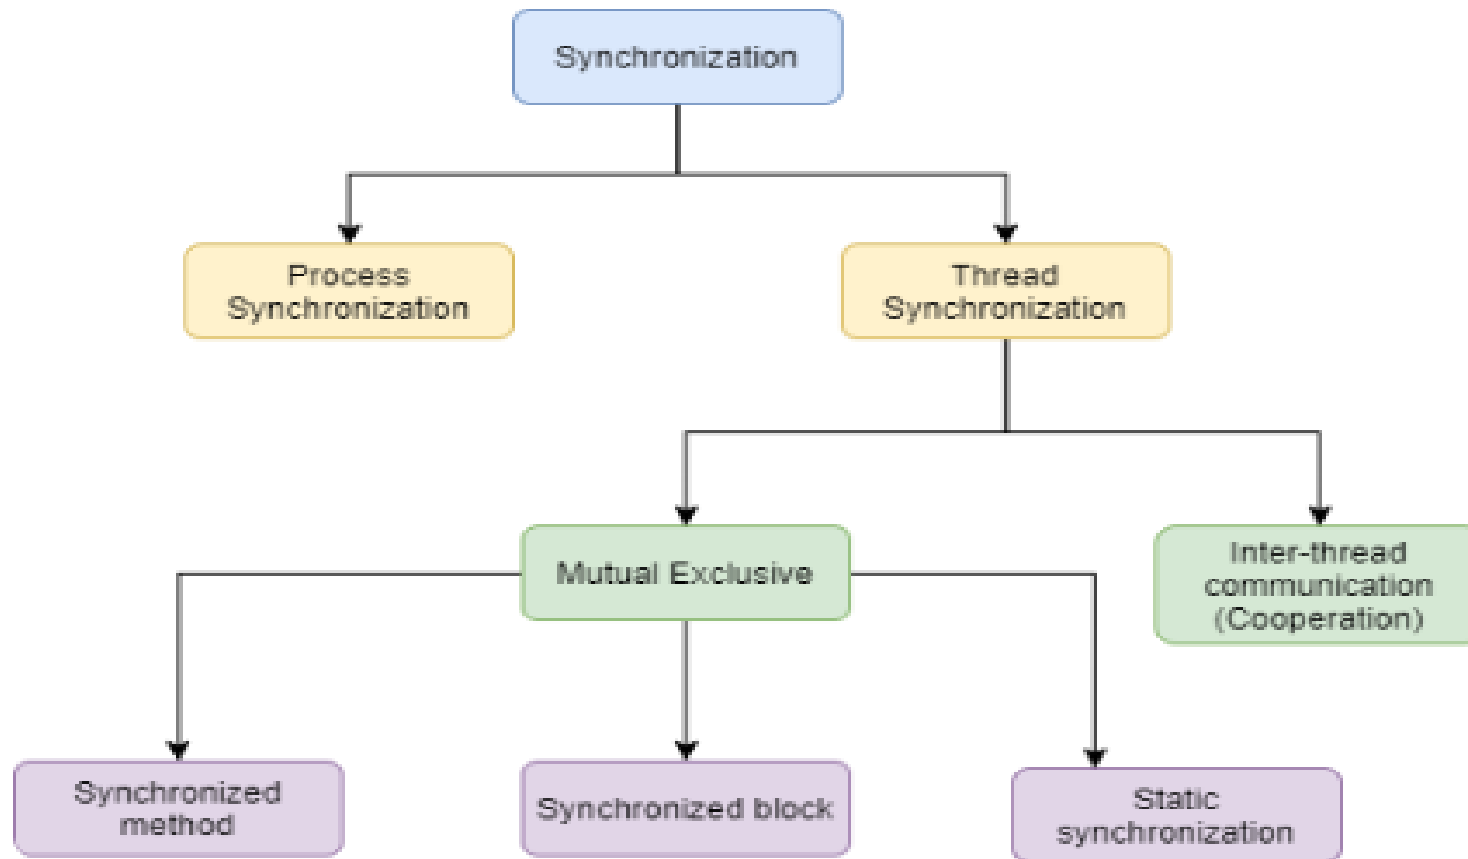 Synchronization
Process
Synchronization
Thread
Synchronization
Mutual Exclusive
Inter-thread
communication
(Cooperation)
Synchronized
method
Synchronized block
Static
synchronization